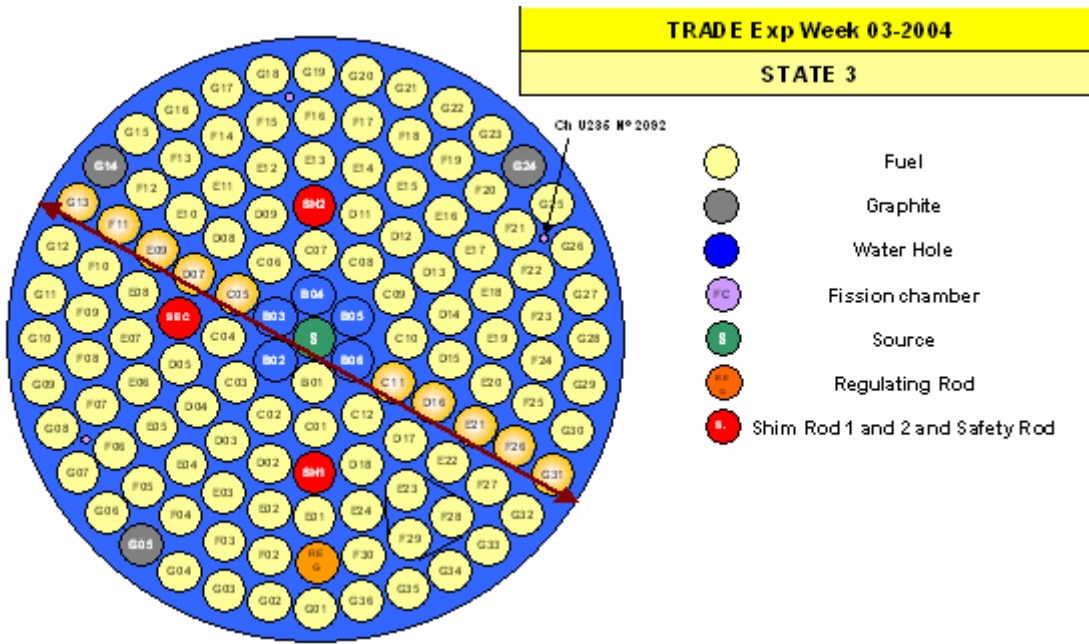 TRADE Exp Week 03-2004
STATE 3
Ch U235 Nº 2092
Fuel
Graphite
Water Hole
FC Fission chamber
S Source
RE G Regulating Rod
S. Shim Rod 1 and 2 and Safety Rod
G18 G19 G20
G17 G21
G16 F15 F16 F17 G22
G15 F14 F18 G23
G14 F13 E12 E13 E14 F19 G24
F12 E11 E15 F20
G13 E10 D09 SH2 D11 E16 G25
F11 D08 D12 F21
G12 E09 C07 E17 G26
F10 D07 C06 C08 D13 F22
G11 E08 C05 B04 C09 E18 G27
F09 SEC B03 B05 D14 F23
G10 E07 C04 S C10 E19 G28
F08 D05 B02 B06 D15 F24
G09 E06 C03 B01 C11 E20 G29
F07 D04 C02 C12 D16 F25
G08 E05 C01 E21 G30
F06 D03 D17 F26
G07 E04 D02 SH1 D18 E22 G31
F05 E03 E23 F27
G06 F04 E02 E01 E24 F28 G32
G05 F03 F29 G33
G04 F02 RE G F30 G34
G03 G35
G02 G01 G36